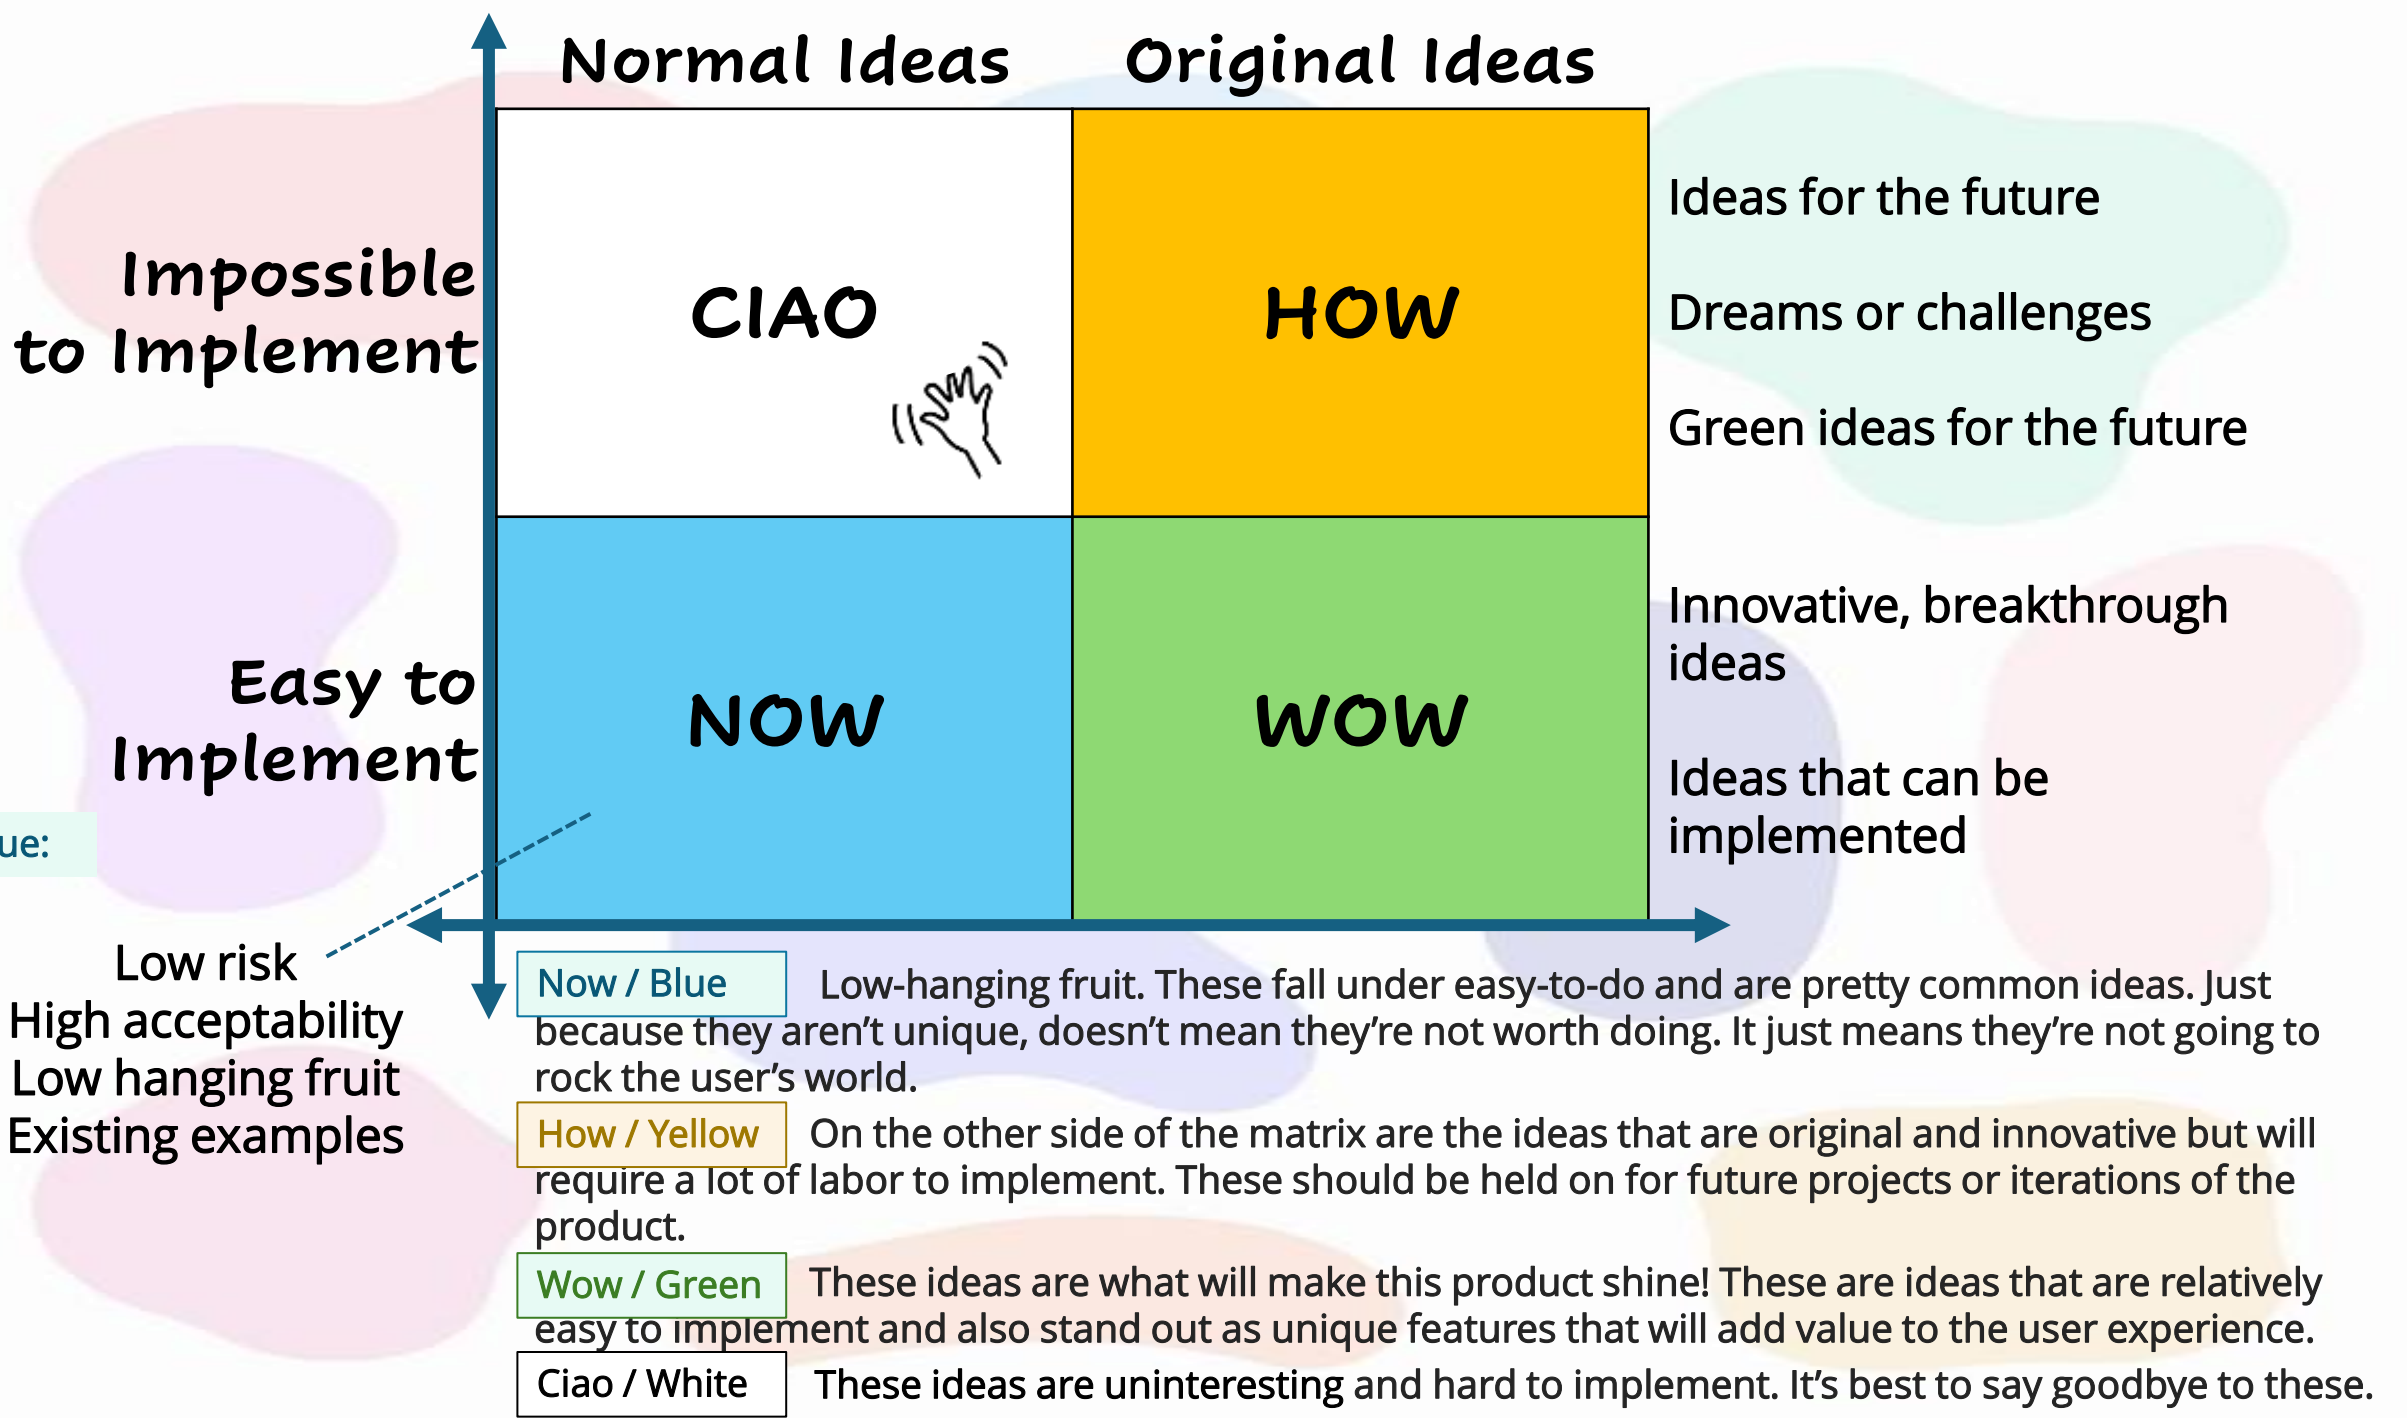 Normal Ideas
Original Ideas
Impossible
to Implement
CIAO
HOW
Ideas for the future
Dreams or challenges
Green ideas for the future
Easy to
Implement
NOW
WOW
Innovative, breakthrough
ideas
Ideas that can be
implemented
ue:
Low risk
High acceptability
Low hanging fruit
Existing examples
Now / Blue Low-hanging fruit. These fall under easy-to-do and are pretty common ideas. Just
because they aren’t unique, doesn’t mean they’re not worth doing. It just means they’re not going to
rock the user’s world.
How / Yellow On the other side of the matrix are the ideas that are original and innovative but will
require a lot of labor to implement. These should be held on for future projects or iterations of the
product.
Wow / Green These ideas are what will make this product shine! These are ideas that are relatively
easy to implement and also stand out as unique features that will add value to the user experience.
Ciao / White These ideas are uninteresting and hard to implement. It’s best to say goodbye to these.